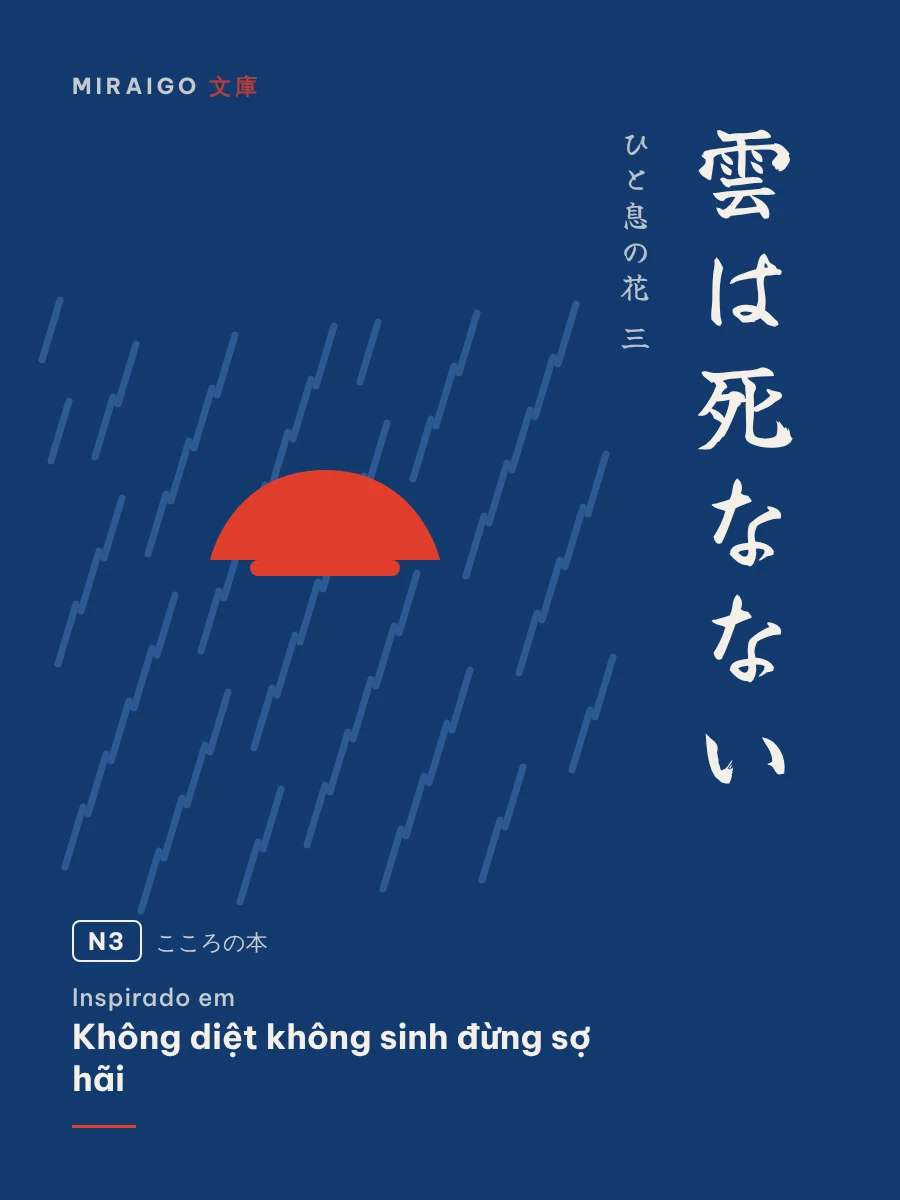 MIRAIGO 文庫
雲は死なない
ひと息の花 三
N3 こころの本
Inspirado em
Không diệt không sinh đừng sợ
hãi